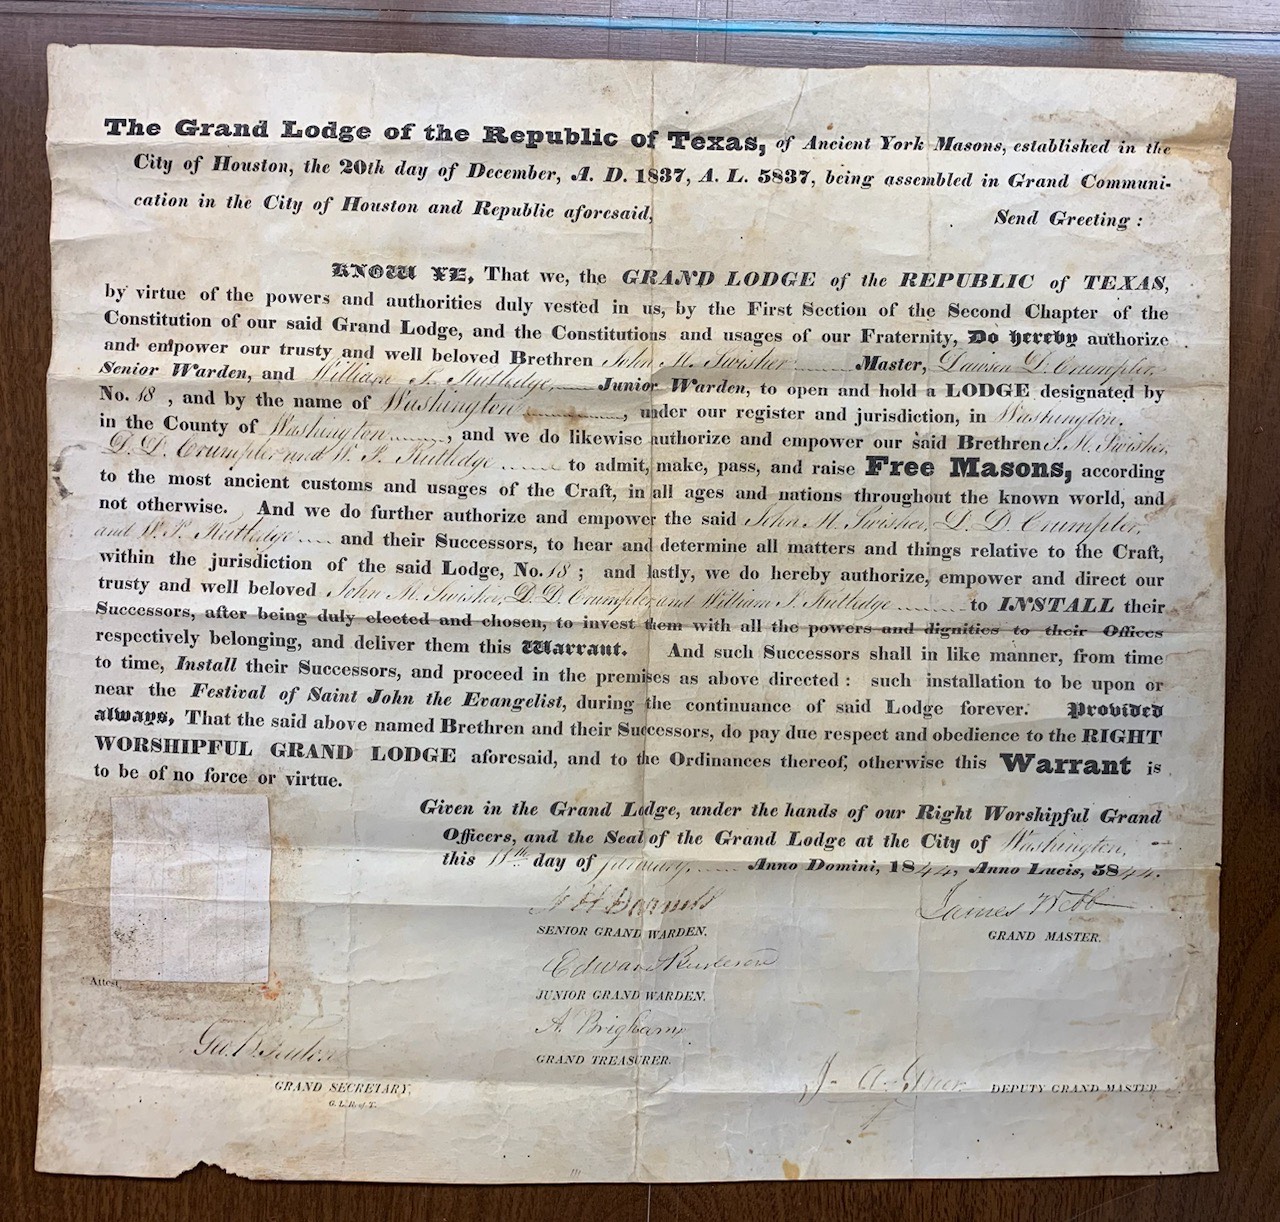 The Grand Lodge of the Republic of Texas, of Ancient York Masons, established in the
City of Houston, the 20th day of December, A. D. 1837, A. L. 5837, being assembled in Grand Communi-
cation in the City of Houston and Republic aforesaid, Send Greeting:
KNOW YE, That we, the GRAND LODGE of the REPUBLIC of TEXAS,
by virtue of the powers and authorities duly vested in us, by the First Section of the Second Chapter of the
Constitution of our said Grand Lodge, and the Constitutions and usages of our Fraternity, Do hereby authorize
and empower our trusty and well beloved Brethren John M. Swisher Master, Dawson D. Crumpler,
Senior Warden, and William P. Rutledge, Junior Warden, to open and hold a LODGE designated by
No. 18, and by the name of Washington, under our register and jurisdiction, in Washington,
in the County of Washington, and we do likewise authorize and empower our said Brethren J. M. Swisher,
D. D. Crumpler and W. P. Rutledge to admit, make, pass, and raise Free Masons, according
to the most ancient customs and usages of the Craft, in all ages and nations throughout the known world, and
not otherwise. And we do further authorize and empower the said John M. Swisher, D. D. Crumpler,
and W. P. Rutledge and their Successors, to hear and determine all matters and things relative to the Craft,
within the jurisdiction of the said Lodge, No. 18; and lastly, we do hereby authorize, empower and direct our
trusty and well beloved John M. Swisher, D. D. Crumpler and William P. Rutledge to INSTALL their
Successors, after being duly elected and chosen, to invest them with all the powers and dignities to their Offices
respectively belonging, and deliver them this Warrant. And such Successors shall in like manner, from time
to time, Install their Successors, and proceed in the premises as above directed: such installation to be upon or
near the Festival of Saint John the Evangelist, during the continuance of said Lodge forever. Provided
always, That the said above named Brethren and their Successors, do pay due respect and obedience to the RIGHT
WORSHIPFUL GRAND LODGE aforesaid, and to the Ordinances thereof, otherwise this Warrant is
to be of no force or virtue.
Given in the Grand Lodge, under the hands of our Right Worshipful Grand
Officers, and the Seal of the Grand Lodge at the City of Washington,
this 11th day of January, Anno Domini, 1844, Anno Lucis, 5844.
James Webb
SENIOR GRAND WARDEN. GRAND MASTER.
Edward Burleson
JUNIOR GRAND WARDEN.
Attest,
A. Brigham
GRAND TREASURER.
Geo.
J. A. Greer DEPUTY GRAND MASTER
GRAND SECRETARY,
G. L. R. of T.